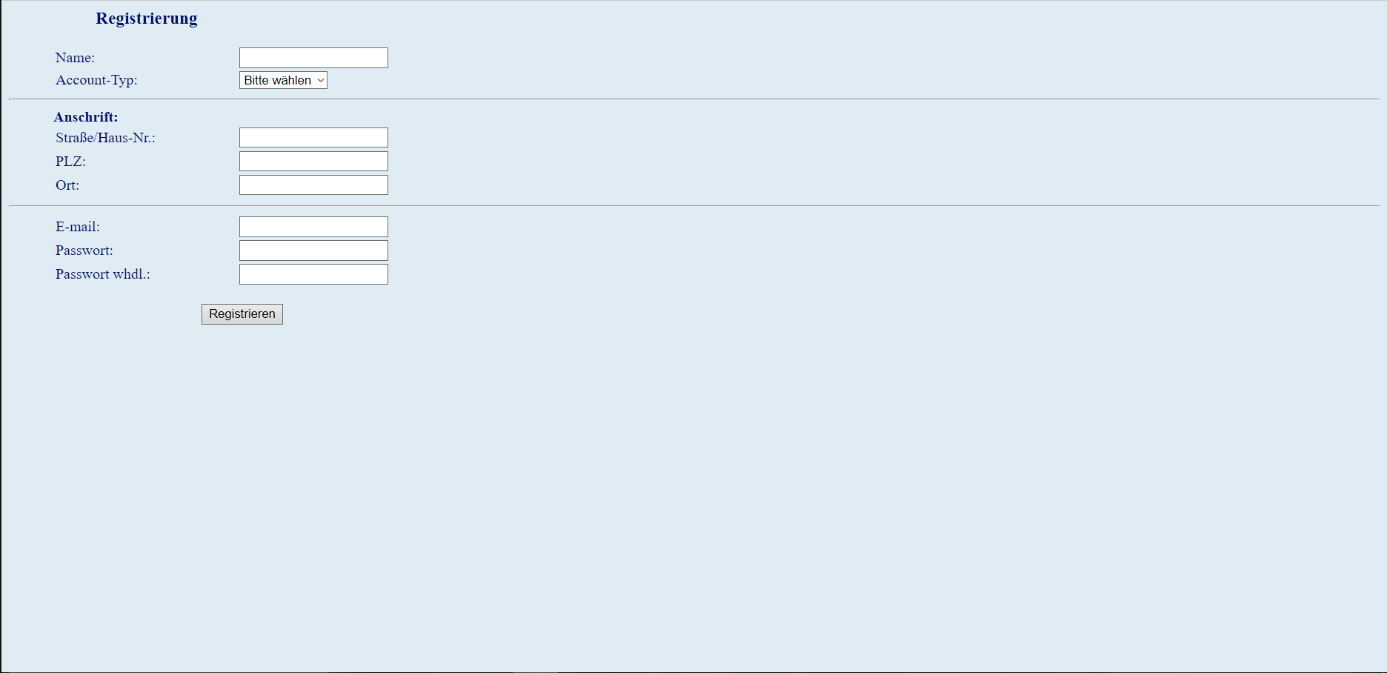 Registrierung
Name:
Account-Typ: Bitte wählen
Anschrift:
Straße/Haus-Nr.:
PLZ:
Ort:
E-mail:
Passwort:
Passwort whdl.:
Registrieren